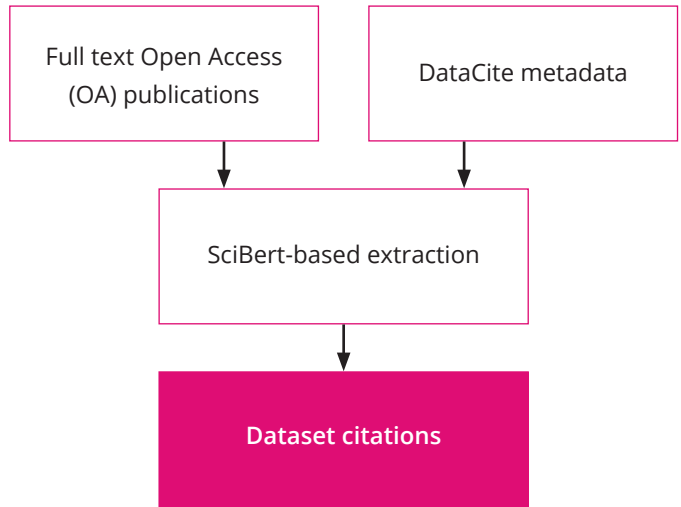 Full text Open Access
(OA) publications
DataCite metadata
SciBert-based extraction
Dataset citations